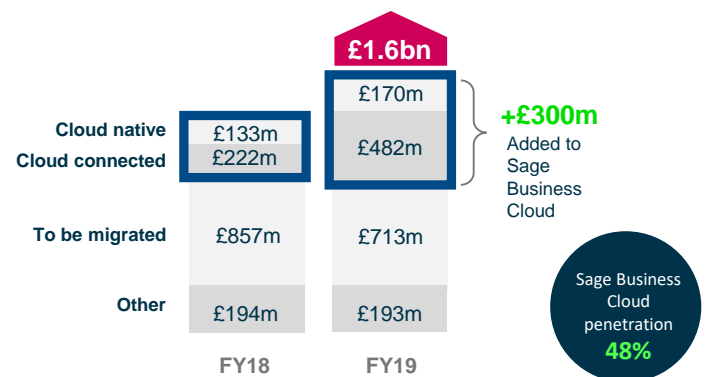 £1.6bn
£170m
+£300m
Cloud native
£133m
£482m
Added to
Cloud connected
£222m
Sage
Business
Cloud
To be migrated
£857m
£713m
Sage Business
Cloud
penetration
48%
Other
£194m
£193m
FY18
FY19